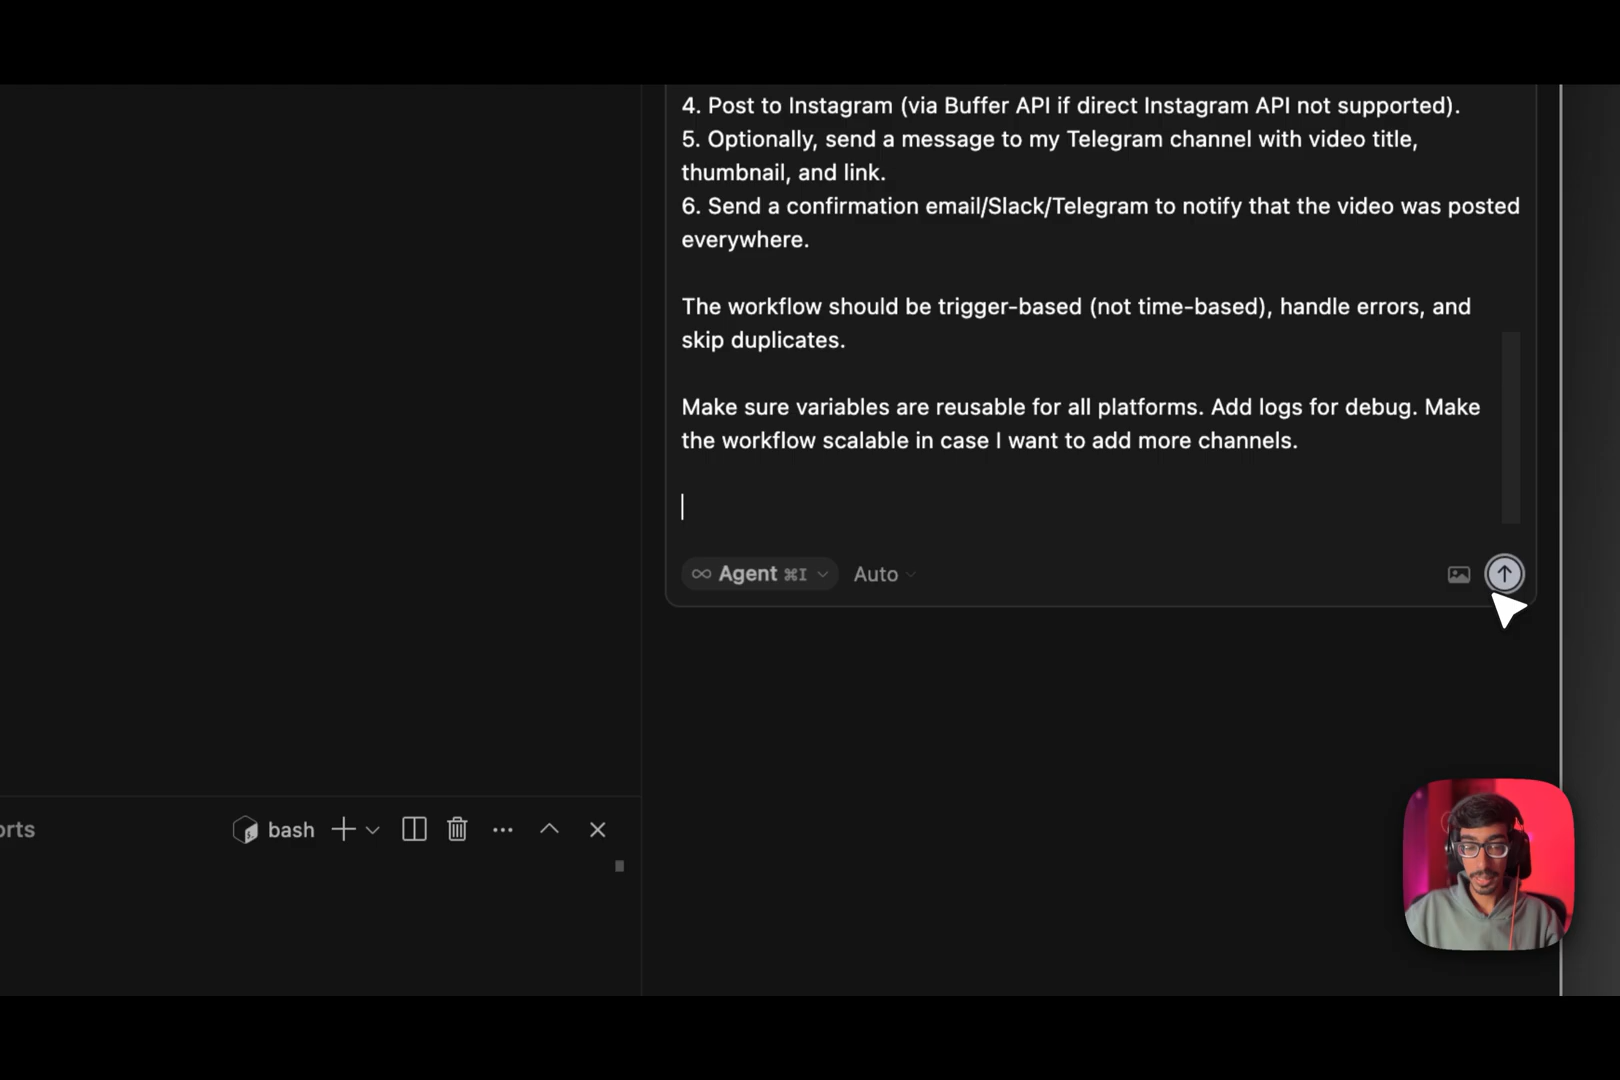 4. Post to Instagram (via Buffer API if direct Instagram API not supported).
5. Optionally, send a message to my Telegram channel with video title,
thumbnail, and link.
6. Send a confirmation email/Slack/Telegram to notify that the video was posted
everywhere.
The workflow should be trigger-based (not time-based), handle errors, and
skip duplicates.
Make sure variables are reusable for all platforms. Add logs for debug. Make
the workflow scalable in case I want to add more channels.
Agent ⌘I
Auto
orts
bash